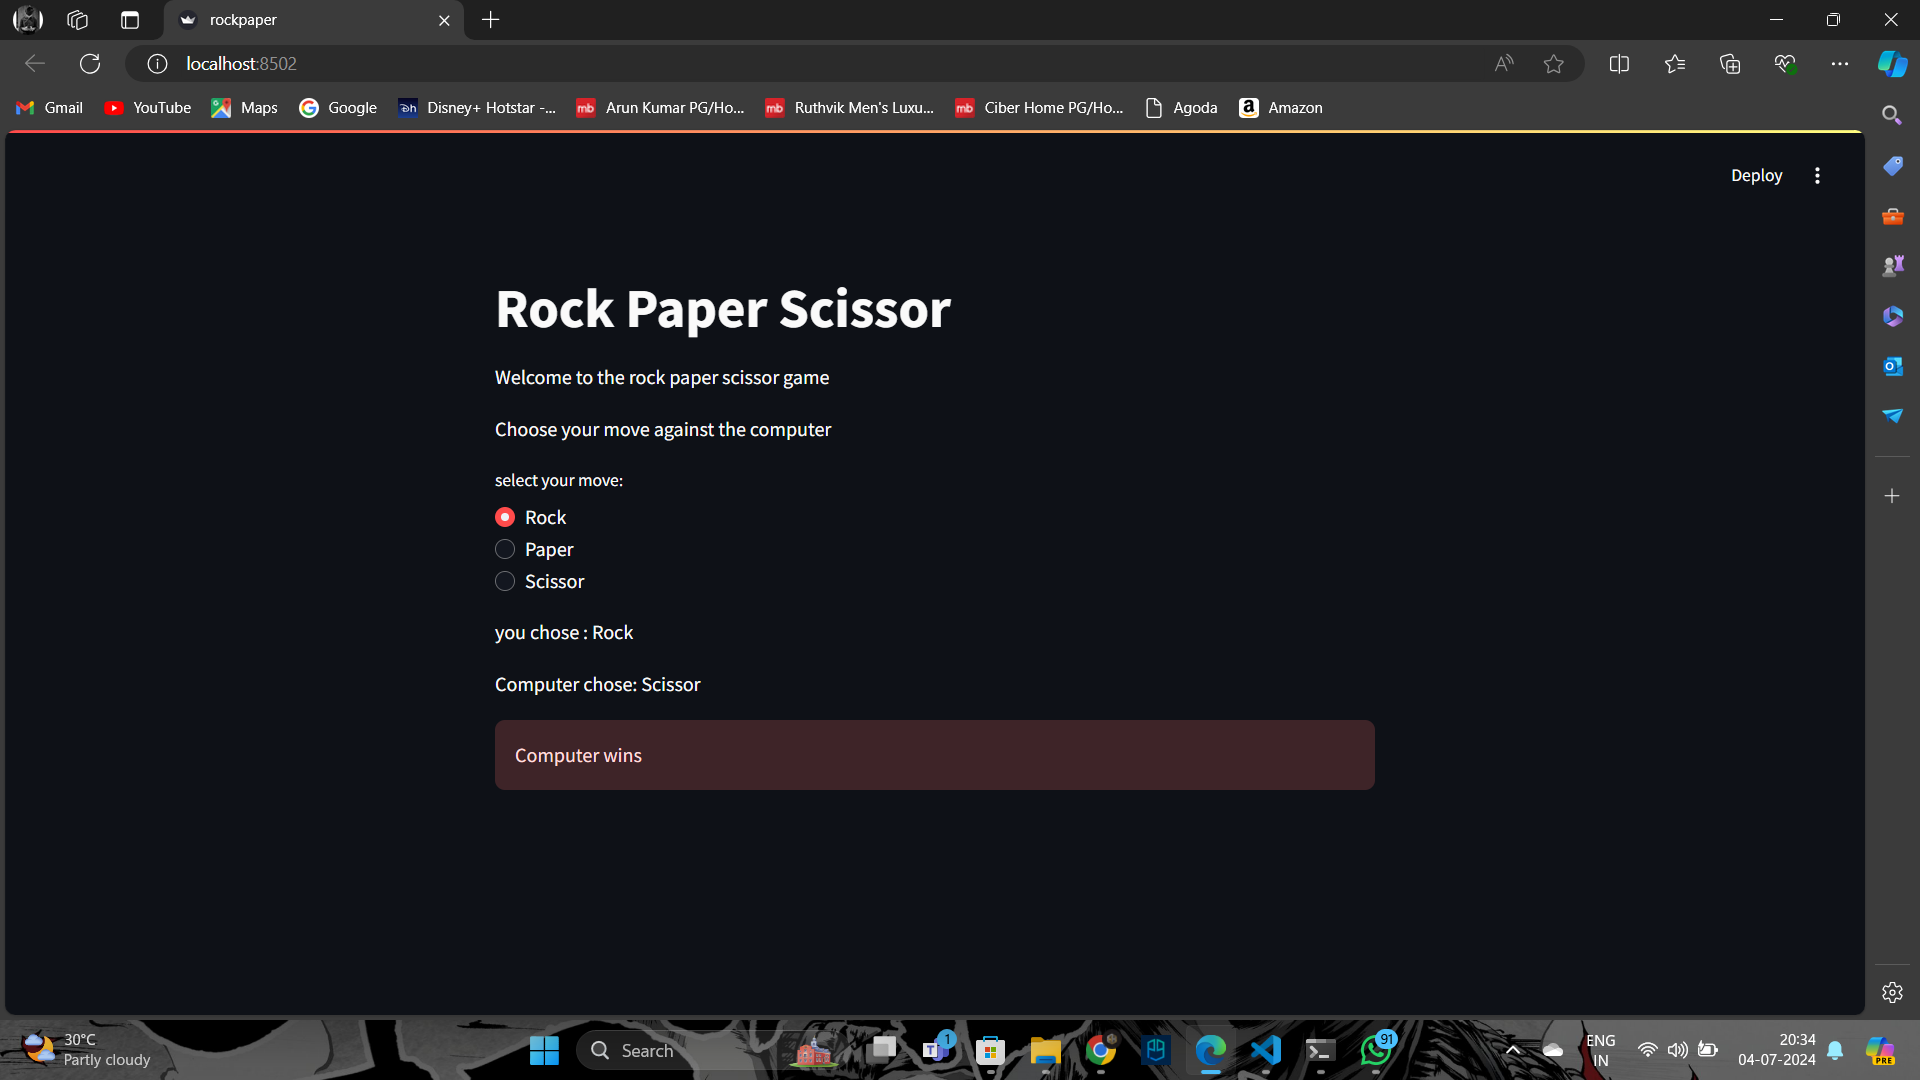 rockpaper
localhost:8502
Gmail
YouTube
Maps
Google
Disney+ Hotstar -...
Arun Kumar PG/Ho...
Ruthvik Men's Luxu...
Ciber Home PG/Ho...
Agoda
Amazon
Deploy
Rock Paper Scissor
Welcome to the rock paper scissor game
Choose your move against the computer
select your move:
Rock
Paper
Scissor
you chose : Rock
Computer chose: Scissor
Computer wins
30°C
Partly cloudy
Search
1
91
ENG
IN
20:34
04-07-2024
PRE